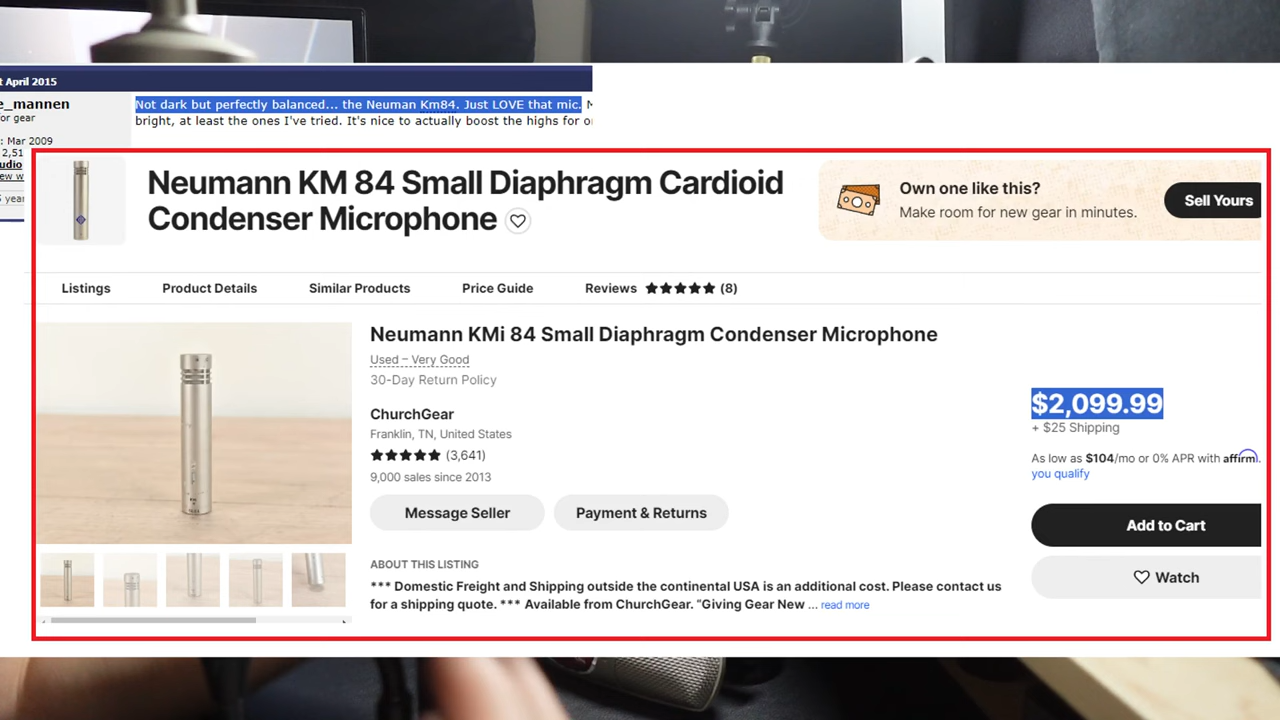 t April 2015
e_mannen
or gear
: Mar 2009
2,51
udio
ew w
year
Not dark but perfectly balanced... the Neuman Km84. Just LOVE that mic.
bright, at least the ones I've tried. It's nice to actually boost the highs for
Neumann KM 84 Small Diaphragm Cardioid
Condenser Microphone
Own one like this?
Make room for new gear in minutes.
Sell Yours
Listings
Product Details
Similar Products
Price Guide
Reviews
(8)
Neumann KMi 84 Small Diaphragm Condenser Microphone
Used – Very Good
30-Day Return Policy
ChurchGear
Franklin, TN, United States
(3,641)
9,000 sales since 2013
Message Seller
Payment & Returns
ABOUT THIS LISTING
*** Domestic Freight and Shipping outside the continental USA is an additional cost. Please contact us
for a shipping quote. *** Available from ChurchGear. "Giving Gear New ... read more
$2,099.99
+ $25 Shipping
As low as $104/mo or 0% APR with affirm.
you qualify
Add to Cart
Watch